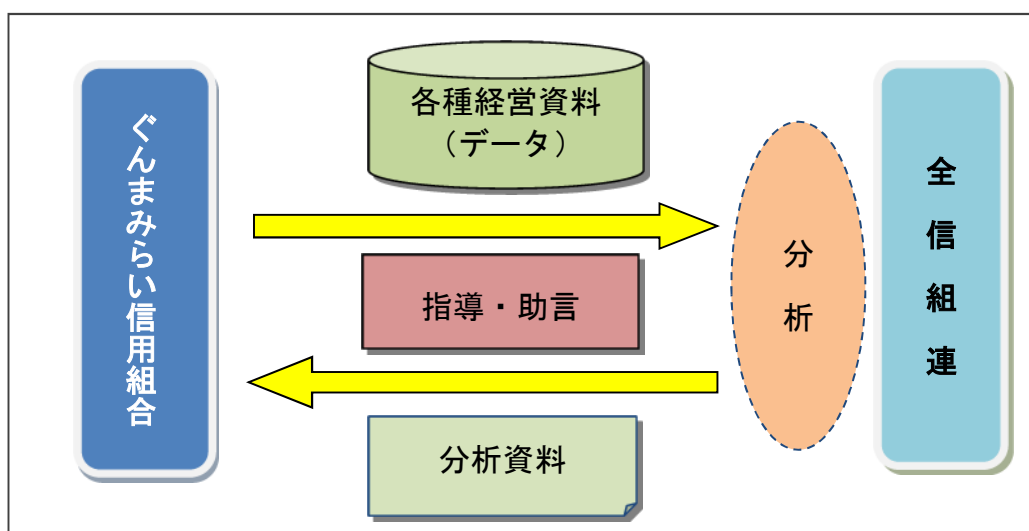 ぐんまみらい信用組合
各種経営資料
（データ）
指導・助言
分析資料
分析
全信組連